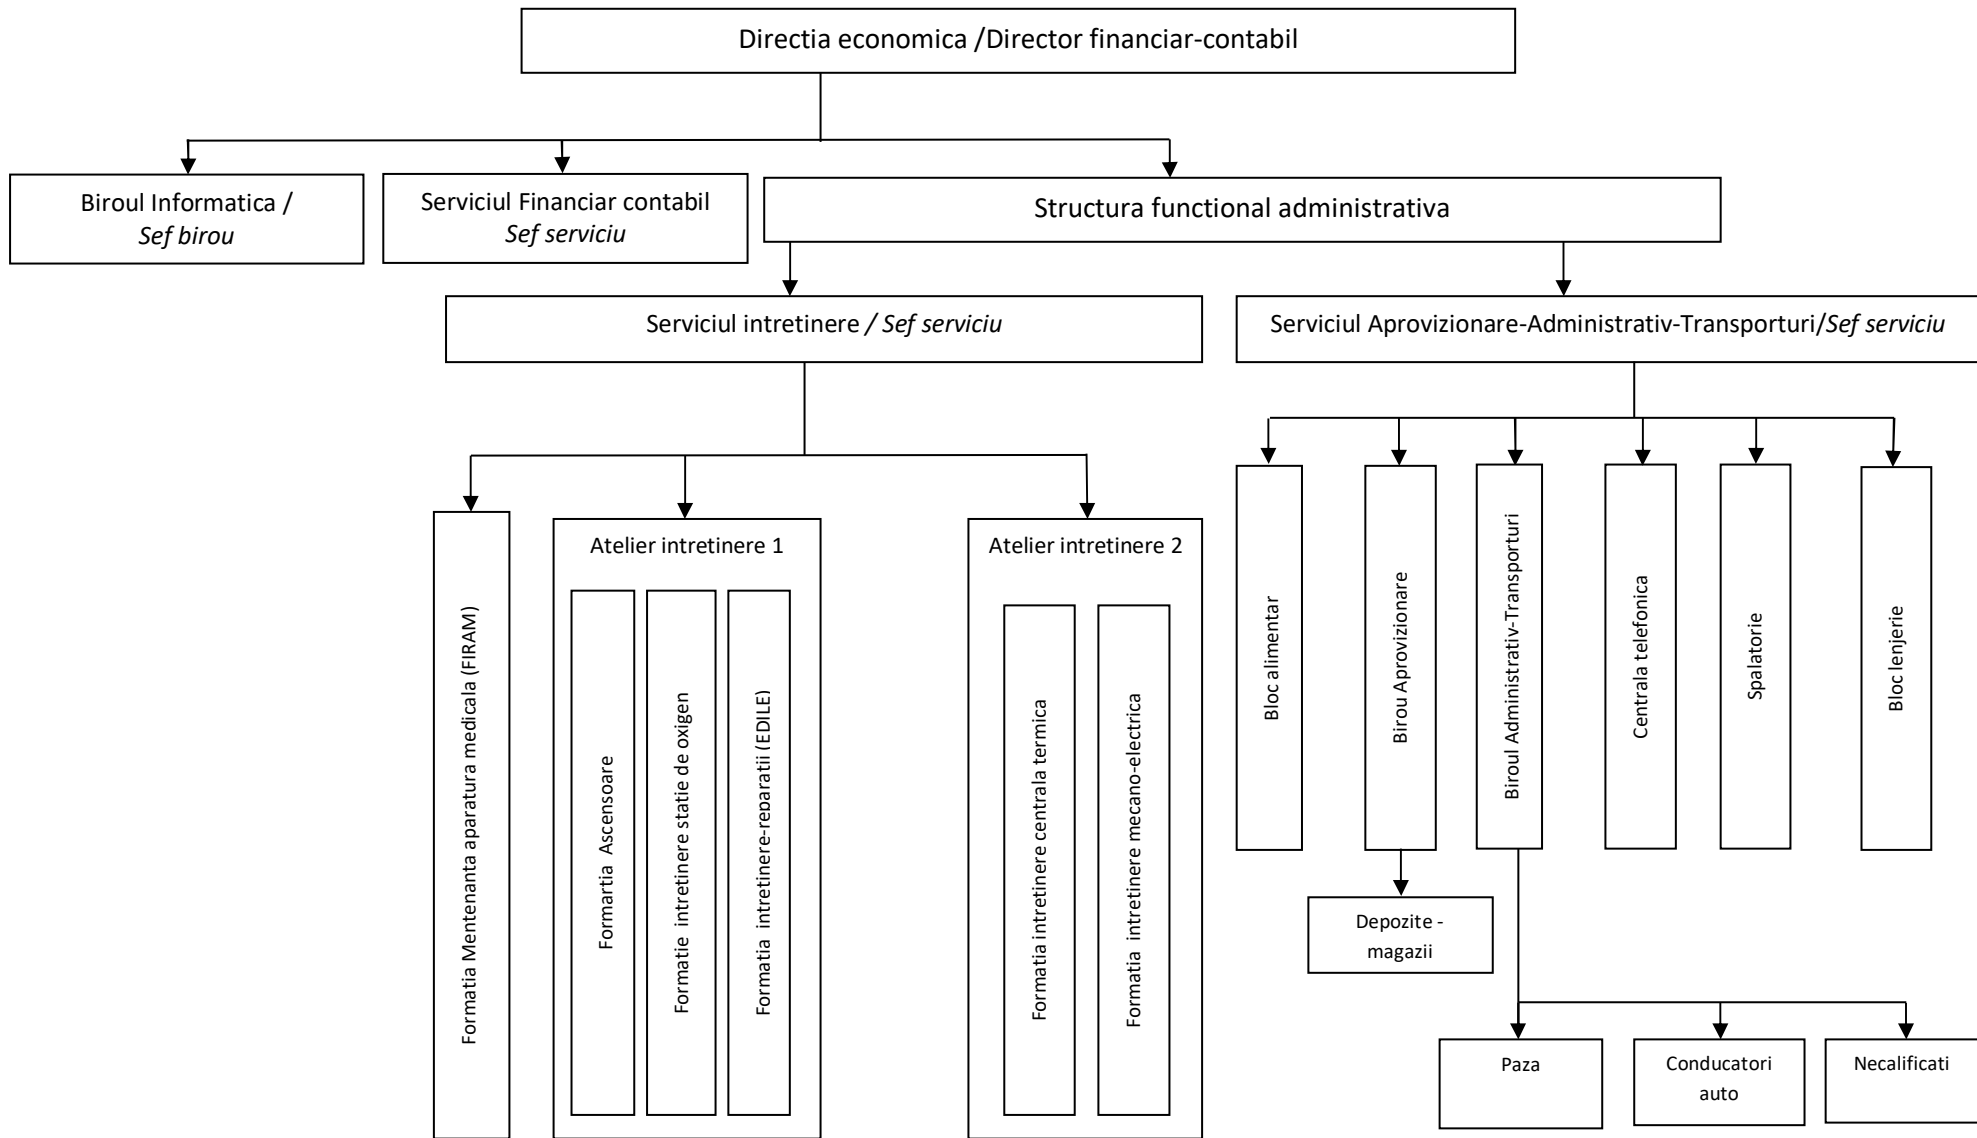 Directia economica /Director financiar-contabil
Biroul Informatica /
Sef birou
Serviciul Financiar contabil
Sef serviciu
Structura functional administrativa
Serviciul intretinere / Sef serviciu
Serviciul Aprovizionare-Administrativ-Transporturi/Sef serviciu
Formatia Mentenanta aparatura medicala (FIRAM)
Atelier intretinere 1
Formartia Ascensoare
Formatie intretinere statie de oxigen
Formatia intretinere-reparatii (EDILE)
Atelier intretinere 2
Formatia intretinere centrala termica
Formatia intretinere mecano-electrica
Bloc alimentar
Birou Aprovizionare
Biroul Administrativ-Transporturi
Centrala telefonica
Spalatorie
Bloc lenjerie
Depozite -
magazii
Paza
Conducatori
auto
Necalificati